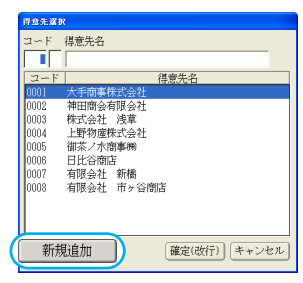 得意先選択
コード 得意先名
コード 得意先名
0001 大手商事株式会社
0002 神田商会有限会社
0003 株式会社 浅草
0004 上野物産株式会社
0005 御茶ノ水商事㈱
0006 日比谷商店
0007 有限会社 新橋
0008 有限会社 市ヶ谷商店
新規追加 確定(改行) キャンセル